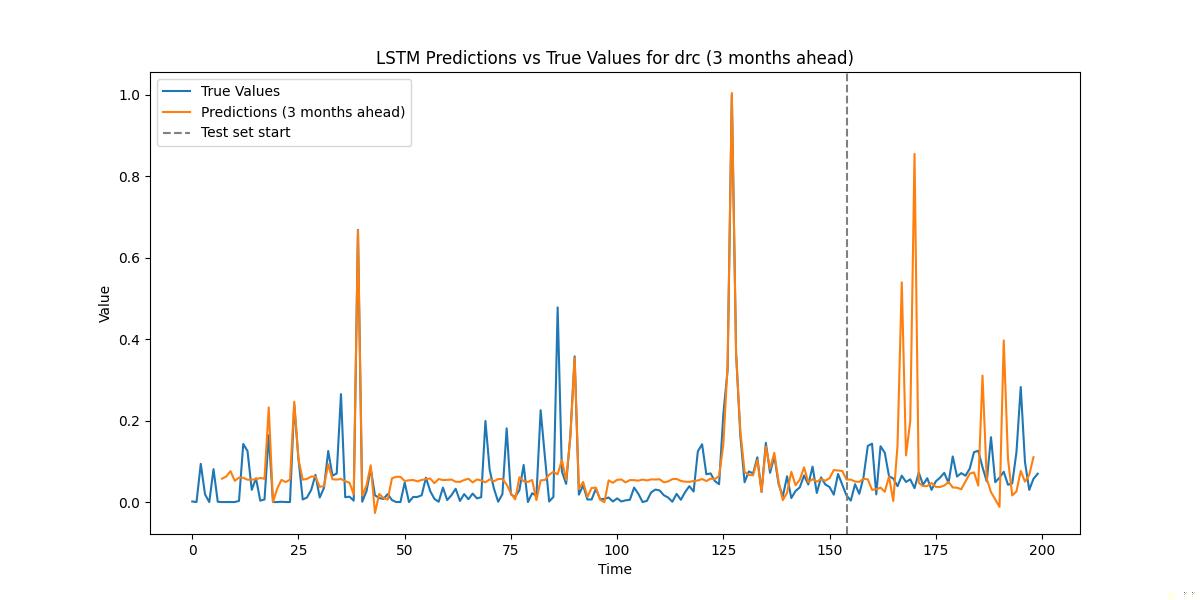 LSTM Predictions vs True Values for drc (3 months ahead)
True Values
Predictions (3 months ahead)
Test set start
1.0
0.8
0.6
0.4
0.2
0.0
Value
0 25 50 75 100 125 150 175 200
Time